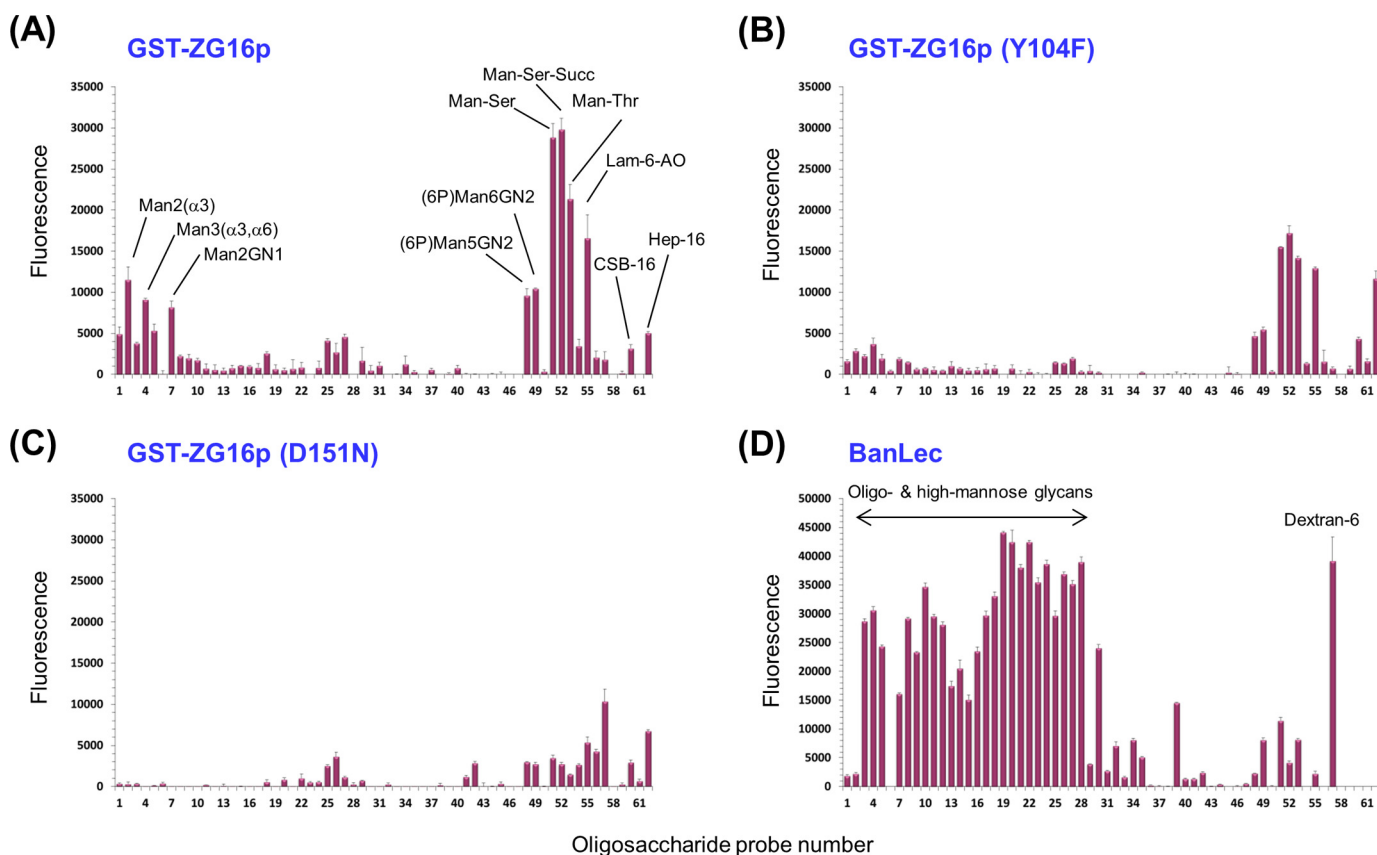 (A)
GST-ZG16p
Fluorescence
35000
30000
25000
20000
15000
10000
5000
0
Man2(α3)
Man3(α3,α6)
Man2GN1
(6P)Man5GN2
(6P)Man6GN2
Man-Ser
Man-Ser-Succ
Man-Thr
Lam-6-AO
CSB-16
Hep-16
1 4 7 10 13 16 19 22 25 28 31 34 37 40 43 46 49 52 55 58 61
(B)
GST-ZG16p (Y104F)
Fluorescence
35000
30000
25000
20000
15000
10000
5000
0
1 4 7 10 13 16 19 22 25 28 31 34 37 40 43 46 49 52 55 58 61
(C)
GST-ZG16p (D151N)
Fluorescence
35000
30000
25000
20000
15000
10000
5000
0
1 4 7 10 13 16 19 22 25 28 31 34 37 40 43 46 49 52 55 58 61
(D)
BanLec
Fluorescence
50000
45000
40000
35000
30000
25000
20000
15000
10000
5000
0
Oligo- & high-mannose glycans
Dextran-6
1 4 7 10 13 16 19 22 25 28 31 34 37 40 43 46 49 52 55 58 61
Oligosaccharide probe number